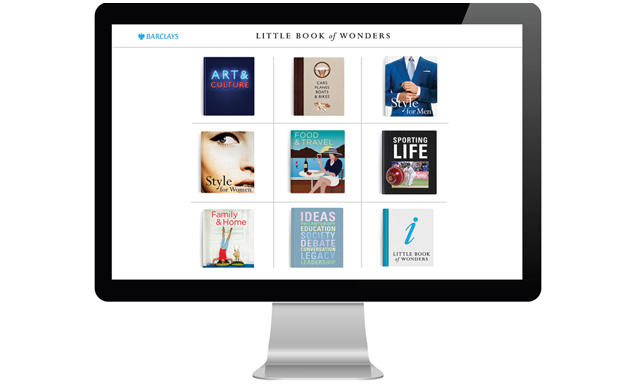 BARCLAYS
LITTLE BOOK of WONDERS
ART&
CULTURE
CARS
PLANES
BOATS
& BIKES
Style
for Men
Style
for Women
FOOD
& TRAVEL
SPORTING
LIFE
Family
& Home
IDEAS
PHILANTHROPY
EDUCATION
SOCIETY
DEBATE
CONVERSATION
LEGACY
LEADERSHIP
i
LITTLE BOOK
of WONDERS